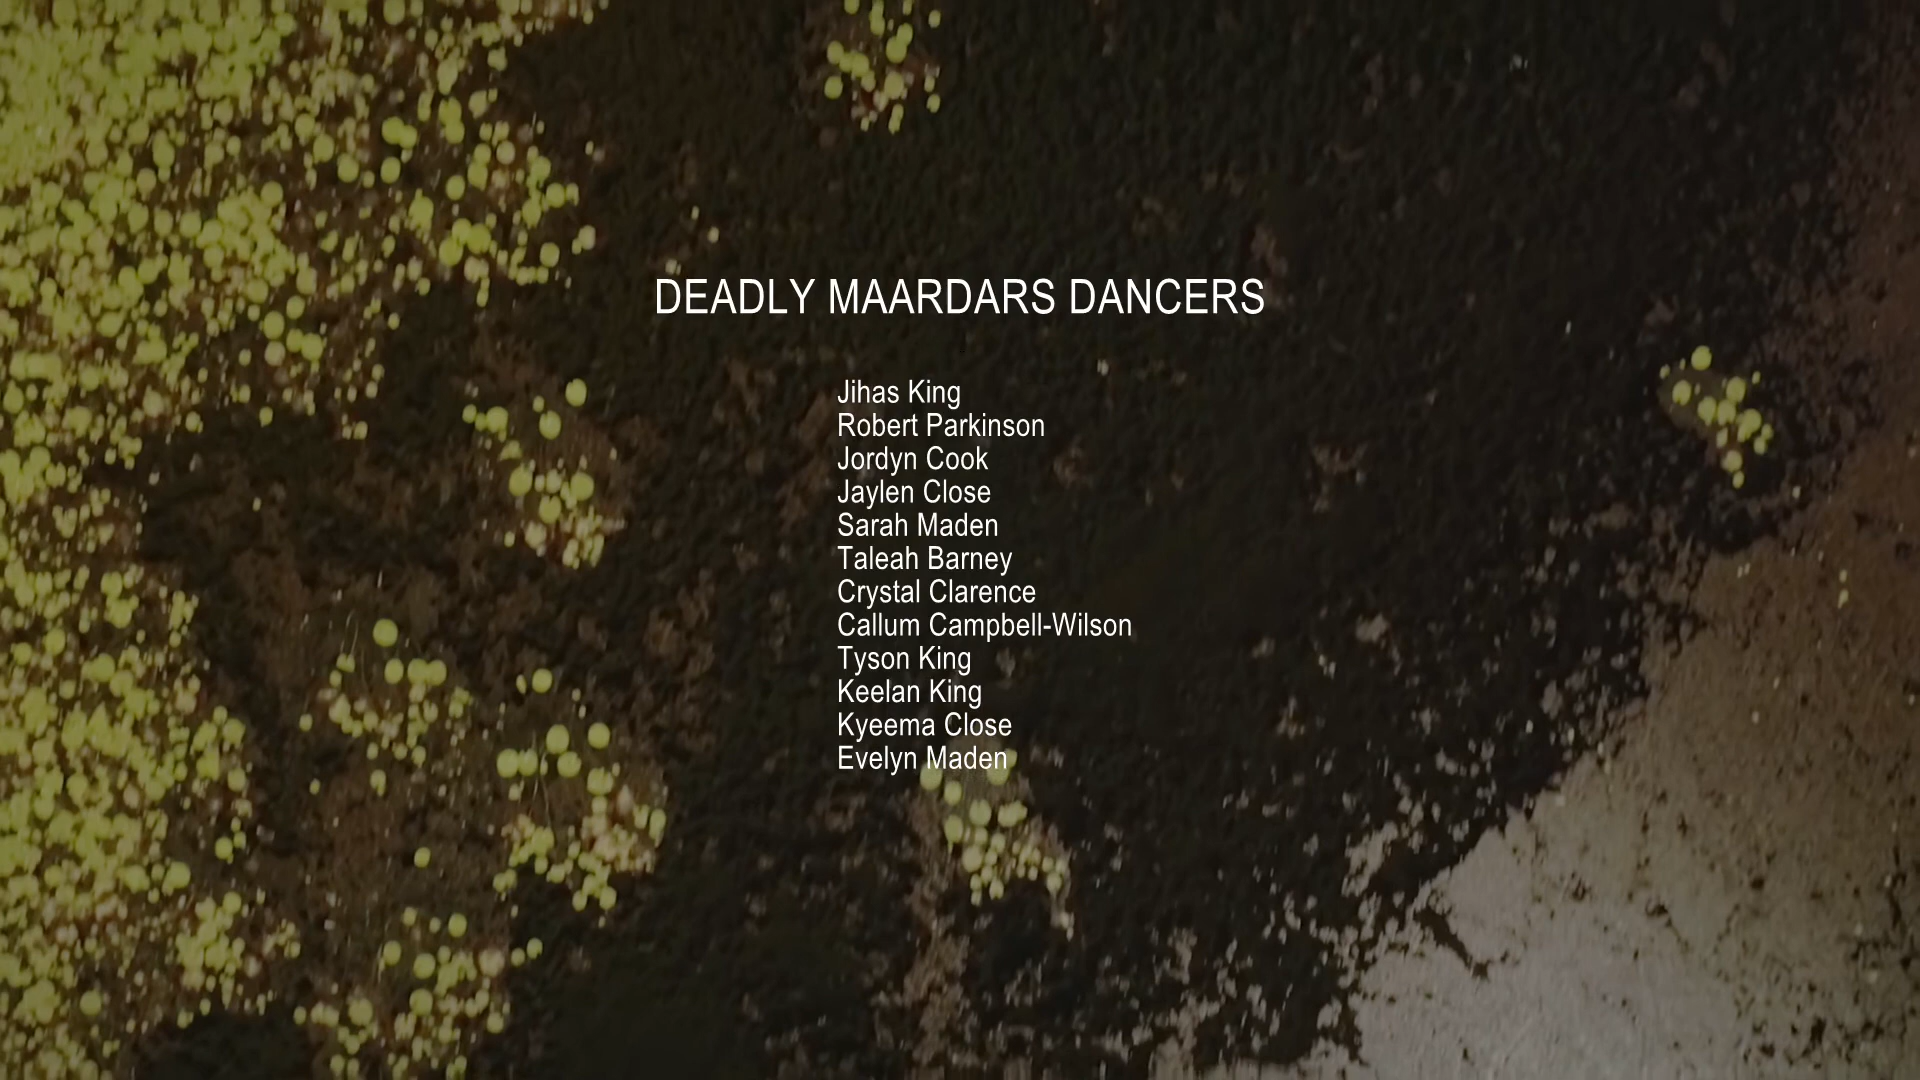 DEADLY MAARDARS DANCERS
Jihas King
Robert Parkinson
Jordyn Cook
Jaylen Close
Sarah Maden
Taleah Barney
Crystal Clarence
Callum Campbell-Wilson
Tyson King
Keelan King
Kyeema Close
Evelyn Maden